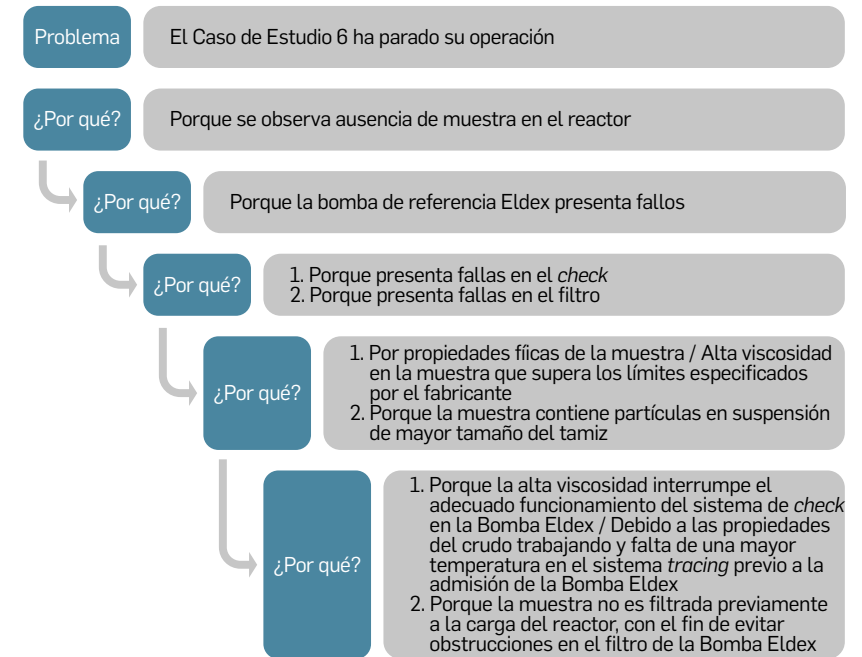 Problema
El Caso de Estudio 6 ha parado su operación
¿Por qué?
Porque se observa ausencia de muestra en el reactor
¿Por qué?
Porque la bomba de referencia Eldex presenta fallos
¿Por qué?
1. Porque presenta fallas en el check
2. Porque presenta fallas en el filtro
¿Por qué?
1. Por propiedades fíicas de la muestra / Alta viscosidad
en la muestra que supera los límites especificados
por el fabricante
2. Porque la muestra contiene partículas en suspensión
de mayor tamaño del tamiz
¿Por qué?
1. Porque la alta viscosidad interrumpe el
adecuado funcionamiento del sistema de check
en la Bomba Eldex / Debido a las propiedades
del crudo trabajando y falta de una mayor
temperatura en el sistema tracing previo a la
admisión de la Bomba Eldex
2. Porque la muestra no es filtrada previamente
a la carga del reactor, con el fin de evitar
obstrucciones en el filtro de la Bomba Eldex